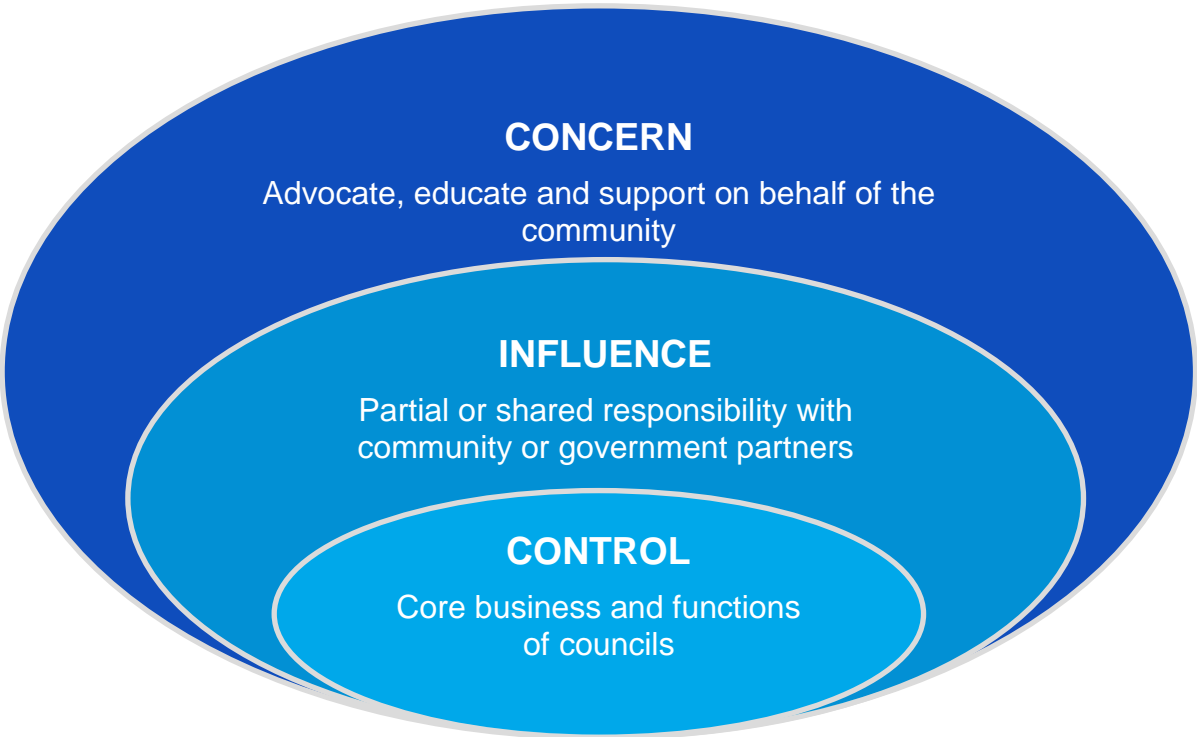 CONCERN
Advocate, educate and support on behalf of the
community
INFLUENCE
Partial or shared responsibility with
community or government partners
CONTROL
Core business and functions
of councils